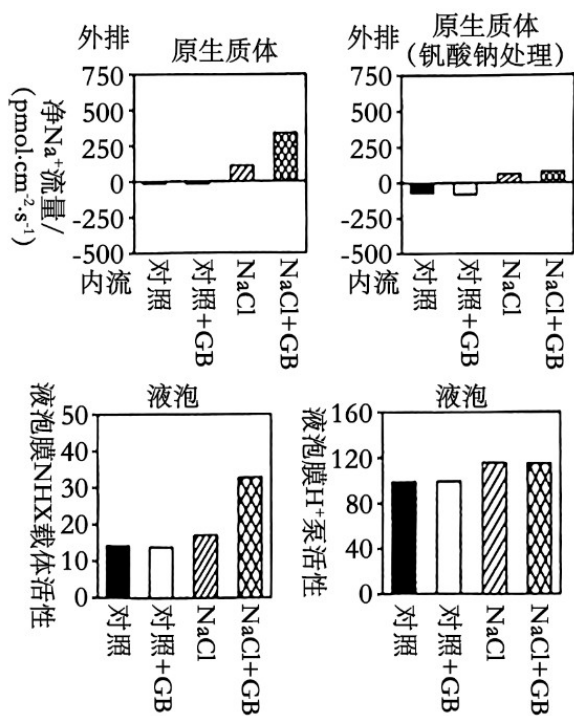 外排
原生质体
净Na⁺流量/
pmol·cm⁻²·s⁻¹)
750
500
250
0
-250
-500
内流
对照
对照+GB
NaCl
NaCl+GB
外排
原生质体
(钒酸钠处理)
750
500
250
0
-250
-500
内流
对照
对照+GB
NaCl
NaCl+GB
液泡
液泡膜NHX载体活性
50
40
30
20
10
0
对照
对照+GB
NaCl
NaCl+GB
液泡
液泡膜H⁺泵活性
160
120
80
40
0
对照
对照+GB
NaCl
NaCl+GB